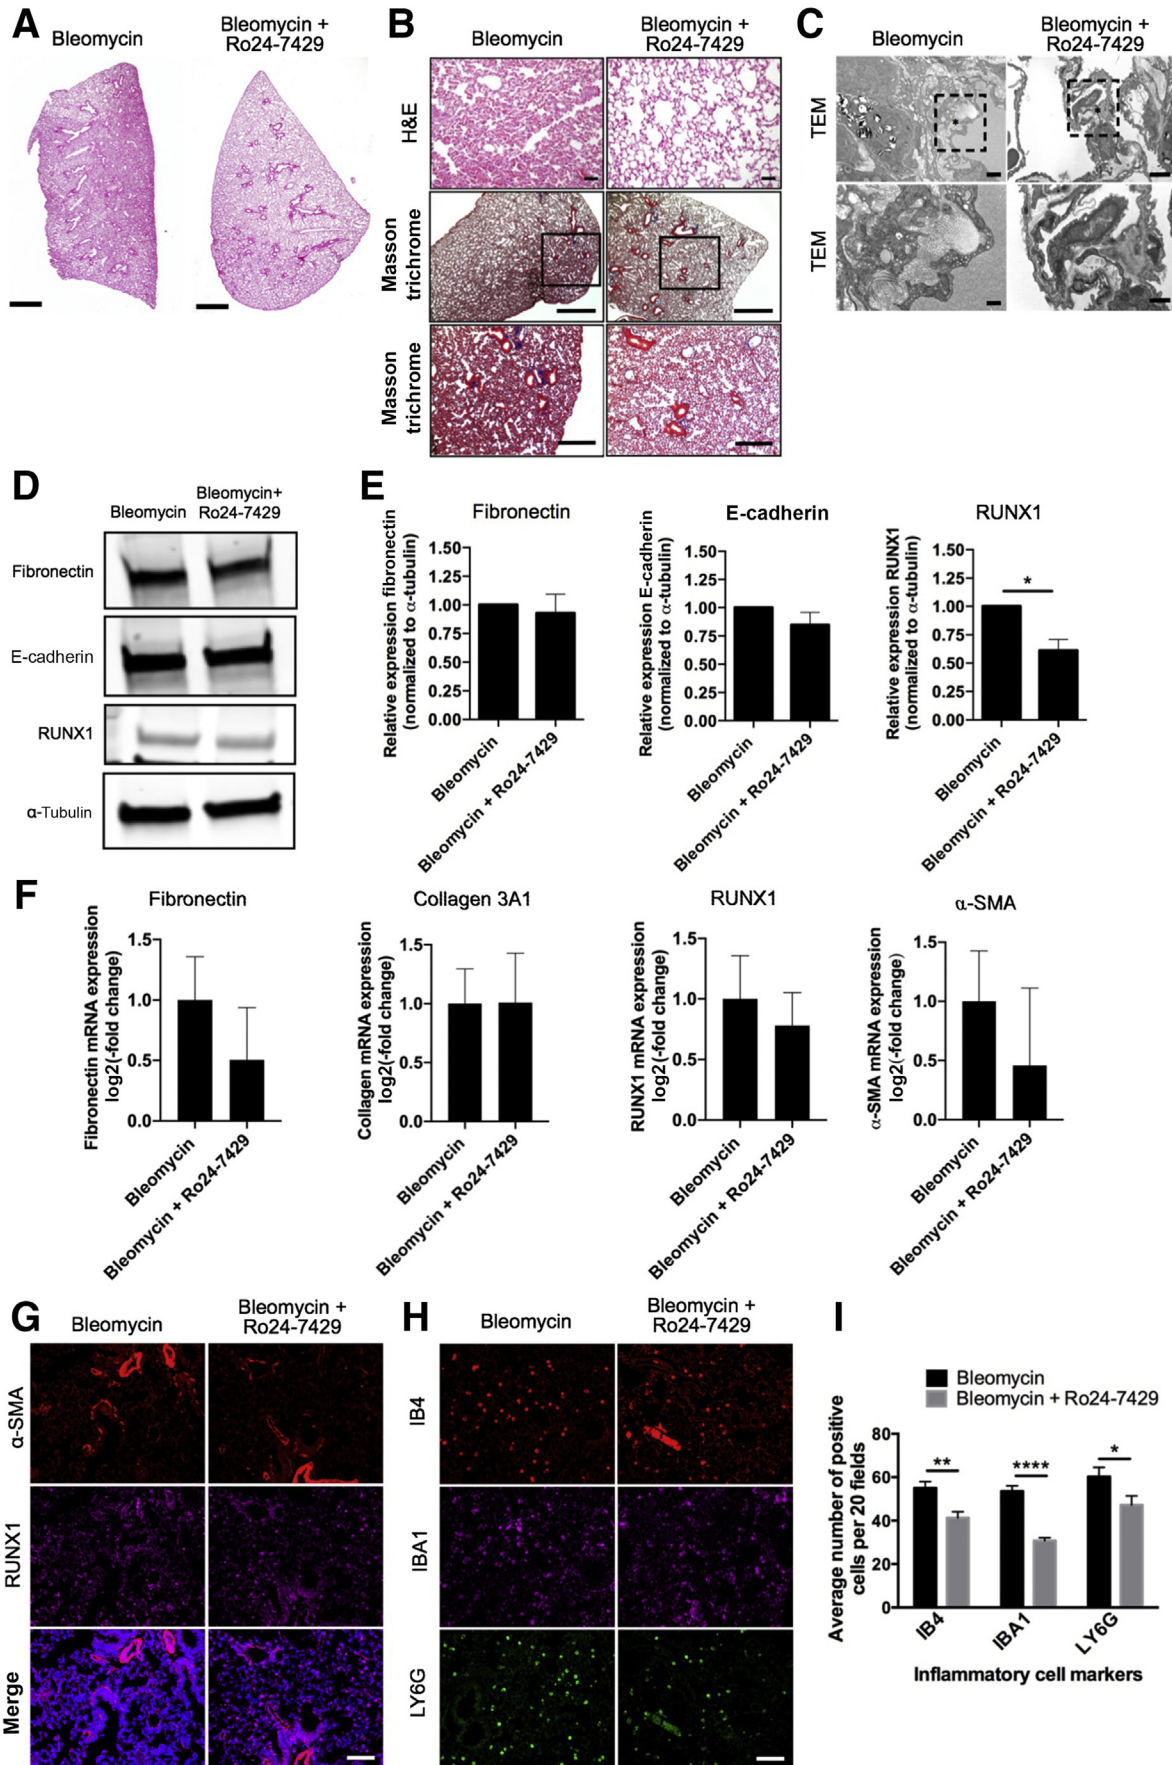 A
Bleomycin
Bleomycin +
Ro24-7429
B
Bleomycin
Bleomycin +
Ro24-7429
H&E
Masson
trichrome
Masson
trichrome
C
Bleomycin
Bleomycin +
Ro24-7429
TEM
*
*
TEM
D
Bleomycin
Bleomycin+
Ro24-7429
Fibronectin
E-cadherin
RUNX1
α-Tubulin
E
Fibronectin
Relative expression fibronectin
(normalized to α-tubulin)
1.50
1.25
1.00
0.75
0.50
0.25
0.00
Bleomycin
Bleomycin + Ro24-7429
E-cadherin
Relative expression E-cadherin
(normalized to α-tubulin)
1.50
1.25
1.00
0.75
0.50
0.25
0.00
Bleomycin
Bleomycin + Ro24-7429
RUNX1
Relative expression RUNX1
(normalized to α-tubulin)
1.50
1.25
1.00
0.75
0.50
0.25
0.00
*
Bleomycin
Bleomycin + Ro24-7429
F
Fibronectin
Fibronectin mRNA expression
log2(-fold change)
1.5
1.0
0.5
0.0
Bleomycin
Bleomycin + Ro24-7429
Collagen 3A1
Collagen mRNA expression
log2(-fold change)
1.5
1.0
0.5
0.0
Bleomycin
Bleomycin + Ro24-7429
RUNX1
RUNX1 mRNA expression
log2(-fold change)
1.5
1.0
0.5
0.0
Bleomycin
Bleomycin + Ro24-7429
α-SMA
α-SMA mRNA expression
log2(-fold change)
1.5
1.0
0.5
0.0
Bleomycin
Bleomycin + Ro24-7429
G
Bleomycin
Bleomycin +
Ro24-7429
α-SMA
RUNX1
Merge
H
Bleomycin
Bleomycin +
Ro24-7429
IB4
IBA1
LY6G
I
Bleomycin
Bleomycin + Ro24-7429
Average number of positive
cells per 20 fields
80
60
40
20
0
**
****
*
IB4
IBA1
LY6G
Inflammatory cell markers